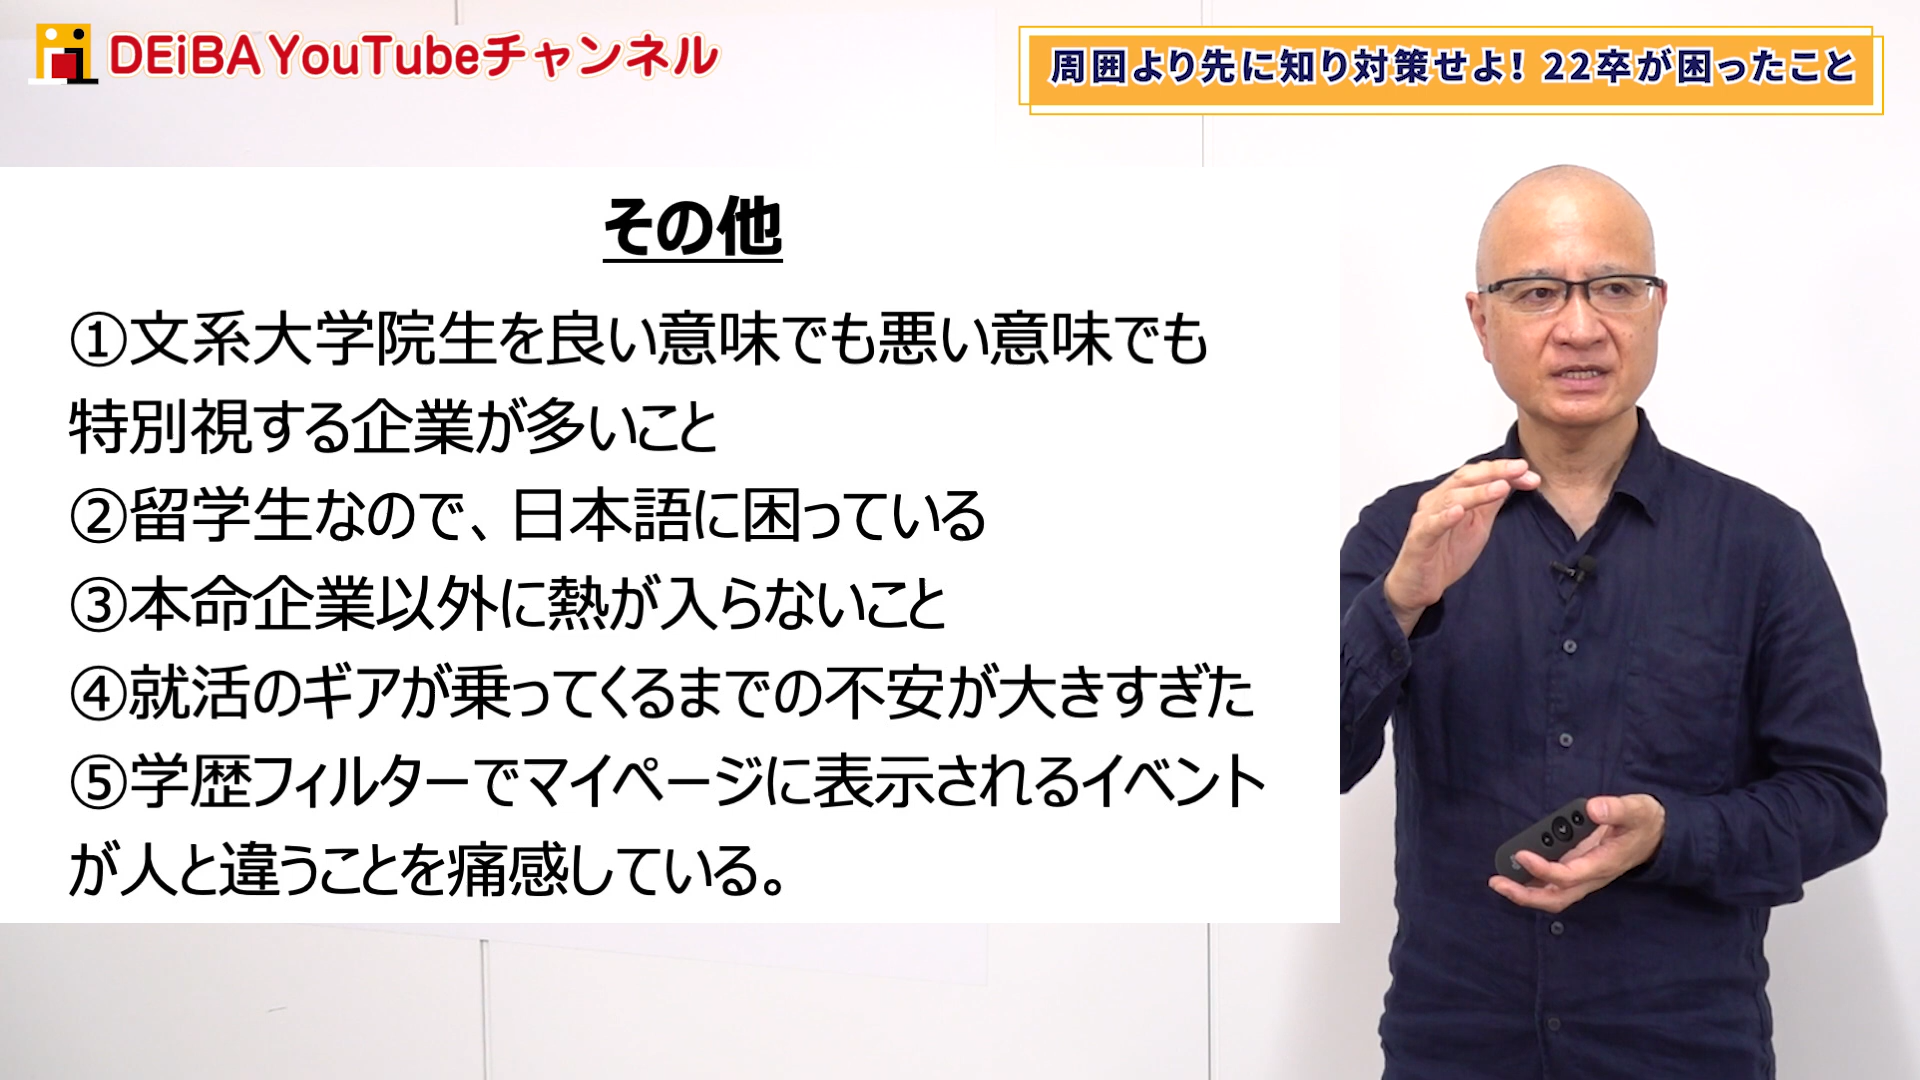 DEiBA YouTubeチャンネル
周囲より先に知り対策せよ！ 22卒が困ったこと
その他
①文系大学院生を良い意味でも悪い意味でも
特別視する企業が多いこと
②留学生なので、日本語に困っている
③本命企業以外に熱が入らないこと
④就活のギアが乗ってくるまでの不安が大きすぎた
⑤学歴フィルターでマイページに表示されるイベント
が人と違うことを痛感している。